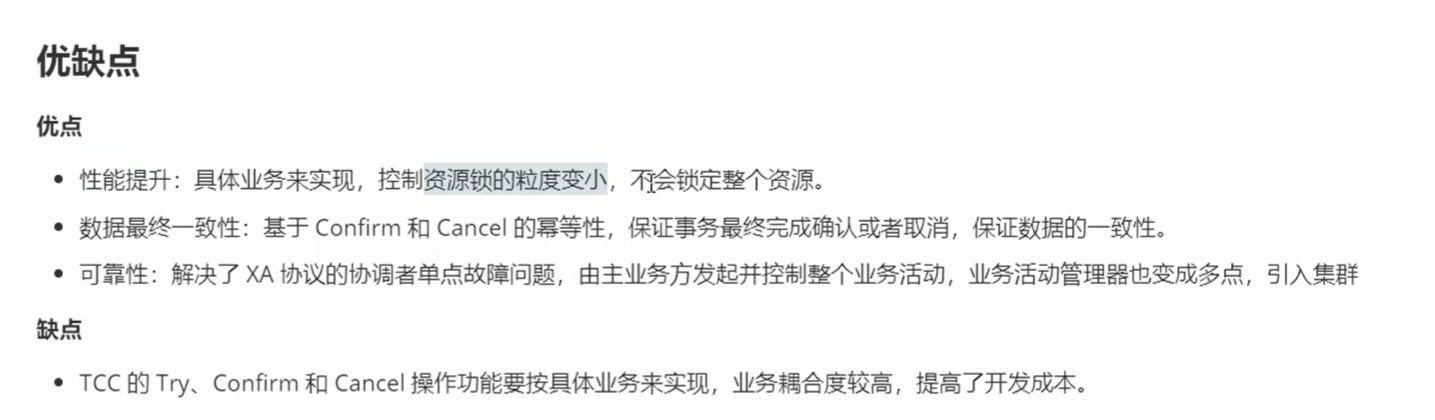 优缺点
优点
性能提升：具体业务来实现，控制资源锁的粒度变小，不会锁定整个资源。
数据最终一致性：基于 Confirm 和 Cancel 的幂等性，保证事务最终完成确认或者取消，保证数据的一致性。
可靠性：解决了 XA 协议的协调者单点故障问题，由主业务方发起并控制整个业务活动，业务活动管理器也变成多点，引入集群
缺点
TCC 的 Try、Confirm 和 Cancel 操作功能要按具体业务来实现，业务耦合度较高，提高了开发成本。